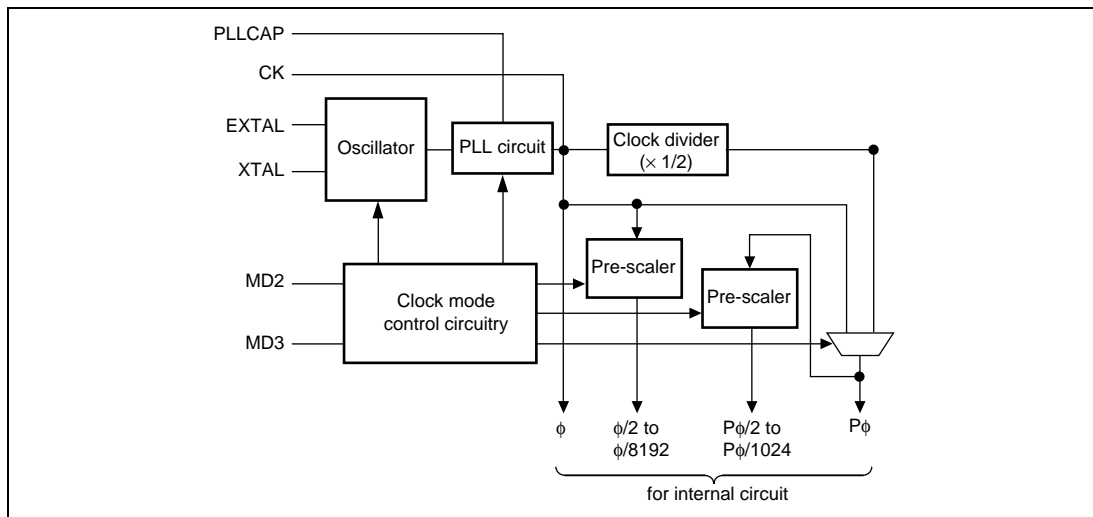 PLLCAP
CK
EXTAL
XTAL
Oscillator
PLL circuit
Clock divider
(× 1/2)
MD2
MD3
Clock mode
control circuitry
Pre-scaler
Pre-scaler
ϕ
ϕ/2 to
ϕ/8192
Pϕ/2 to
Pϕ/1024
Pϕ
for internal circuit